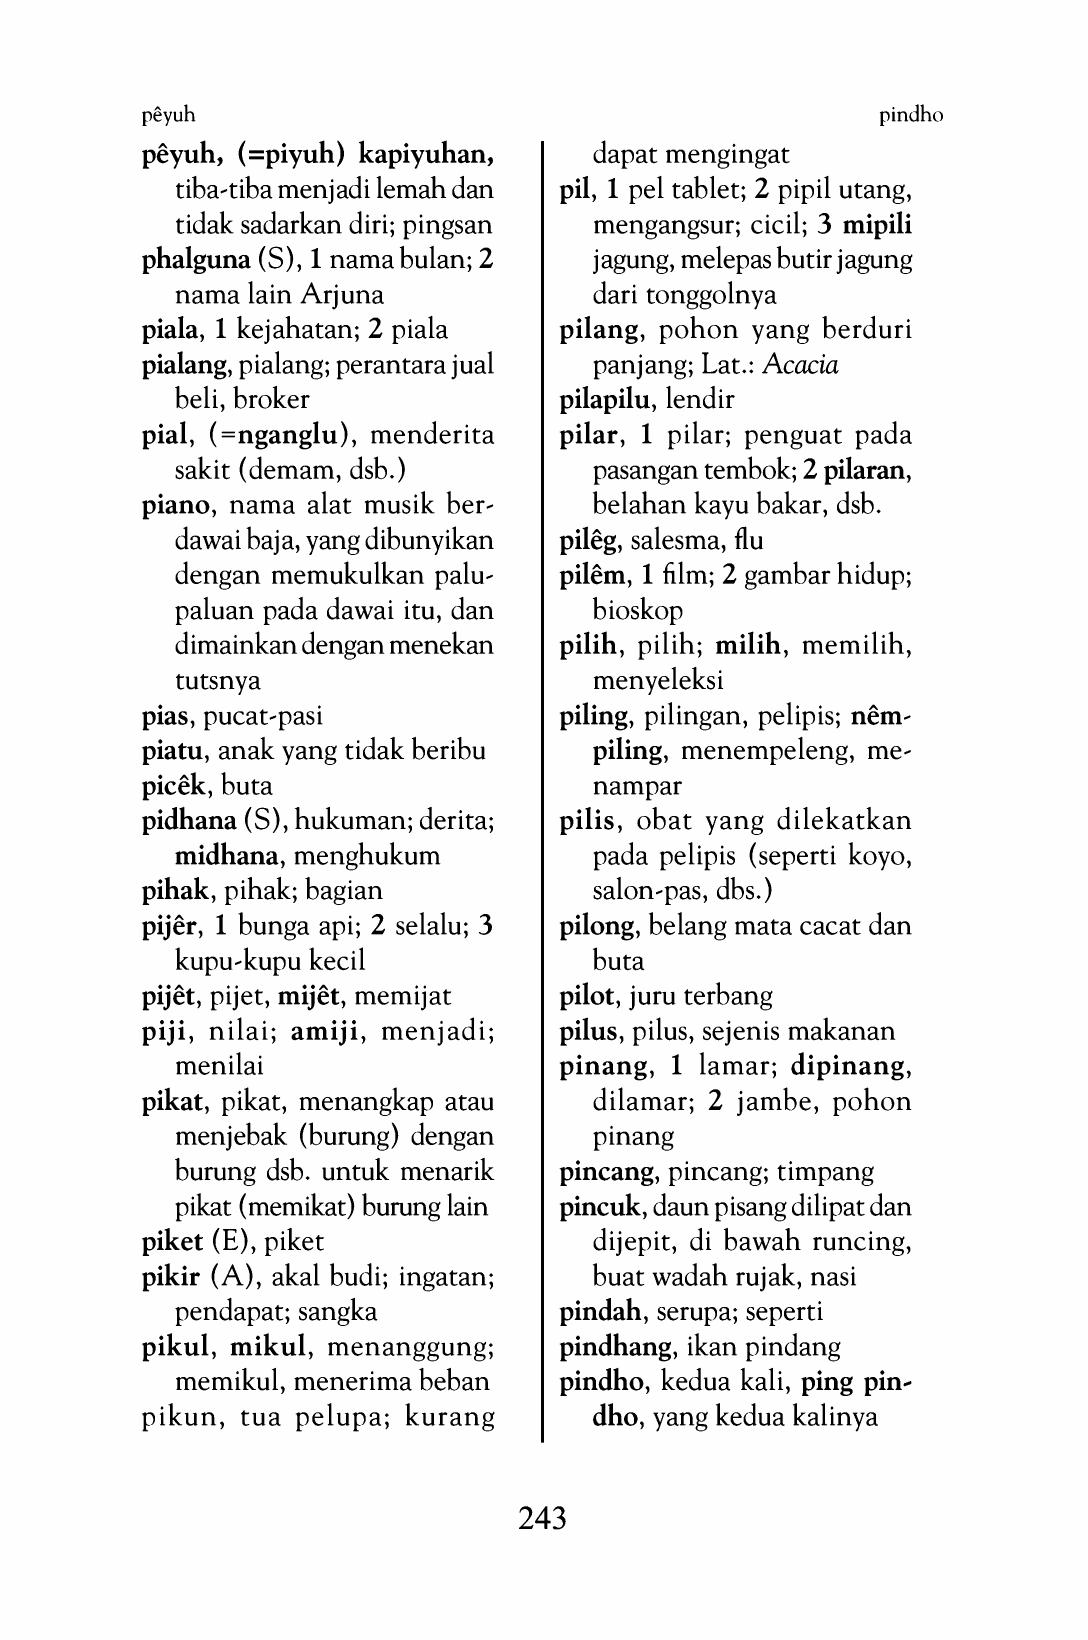 pêyuh
pindho
pêyuh, (=piyuh) kapiyuhan,
tiba-tiba menjadi lemah dan
tidak sadarkan diri; pingsan
phalguna (S), 1 nama bulan; 2
nama lain Arjuna
piala, 1 kejahatan; 2 piala
pialang, pialang; perantara jual
beli, broker
pial, (=nganglu), menderita
sakit (demam, dsb.)
piano, nama alat musik ber-
dawai baja, yang dibunyikan
dengan memukulkan palu-
paluan pada dawai itu, dan
dimainkan dengan menekan
tutsnya
pias, pucat-pasi
piatu, anak yang tidak beribu
picêk, buta
pidhana (S), hukuman; derita;
midhana, menghukum
pihak, pihak; bagian
pijêr, 1 bunga api; 2 selalu; 3
kupu-kupu kecil
pijêt, pijet, mijêt, memijat
piji, nilai; amiji, menjadi;
menilai
pikat, pikat, menangkap atau
menjebak (burung) dengan
burung dsb. untuk menarik
pikat (memikat) burung lain
piket (E), piket
pikir (A), akal budi; ingatan;
pendapat; sangka
pikul, mikul, menanggung;
memikul, menerima beban
pikun, tua pelupa; kurang
dapat mengingat
pil, 1 pel tablet; 2 pipil utang,
mengangsur; cicil; 3 mipili
jagung, melepas butir jagung
dari tonggolnya
pilang, pohon yang berduri
panjang; Lat.: Acacia
pilapilu, lendir
pilar, 1 pilar; penguat pada
pasangan tembok; 2 pilaran,
belahan kayu bakar, dsb.
pilêg, salesma, flu
pilêm, 1 film; 2 gambar hidup;
bioskop
pilih, pilih; milih, memilih,
menyeleksi
piling, pilingan, pelipis; nêm-
piling, menempeleng, me-
nampar
pilis, obat yang dilekatkan
pada pelipis (seperti koyo,
salon-pas, dbs.)
pilong, belang mata cacat dan
buta
pilot, juru terbang
pilus, pilus, sejenis makanan
pinang, 1 lamar; dipinang,
dilamar; 2 jambe, pohon
pinang
pincang, pincang; timpang
pincuk, daun pisang dilipat dan
dijepit, di bawah runcing,
buat wadah rujak, nasi
pindah, serupa; seperti
pindhang, ikan pindang
pindho, kedua kali, ping pin-
dho, yang kedua kalinya
243